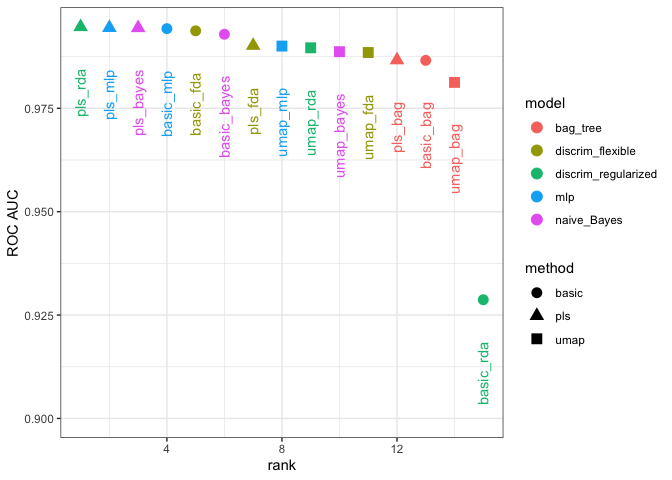 ROC AUC
0.975
0.950
0.925
0.900
pls_rda
pls_mlp
pls_bayes
basic_mlp
basic_fda
basic_bayes
pls_fda
umap_mlp
umap_rda
umap_bayes
umap_fda
pls_bag
basic_bag
umap_bag
basic_rda
4
8
12
rank
model
bag_tree
discrim_flexible
discrim_regularized
mlp
naive_Bayes
method
basic
pls
umap